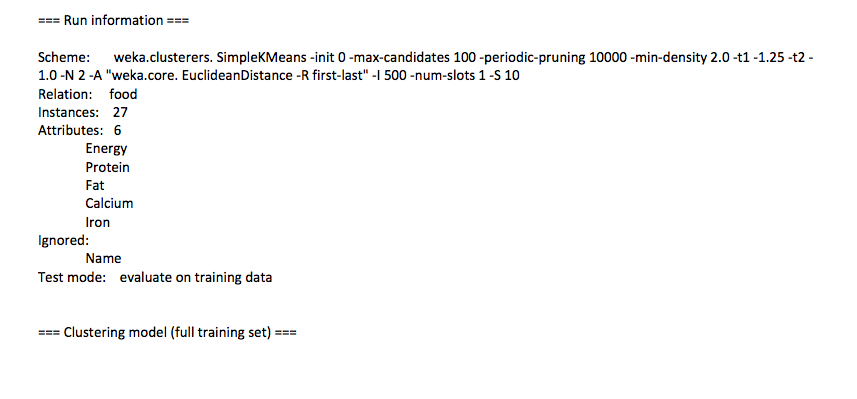 === Run information ===
Scheme: weka.clusterers. SimpleKMeans -init 0 -max-candidates 100 -periodic-pruning 10000 -min-density 2.0 -t1 -1.25 -t2 -
1.0 -N 2 -A "weka.core. EuclideanDistance -R first-last" -I 500 -num-slots 1 -S 10
Relation: food
Instances: 27
Attributes: 6
Energy
Protein
Fat
Calcium
Iron
Ignored:
Name
Test mode: evaluate on training data
=== Clustering model (full training set) ===